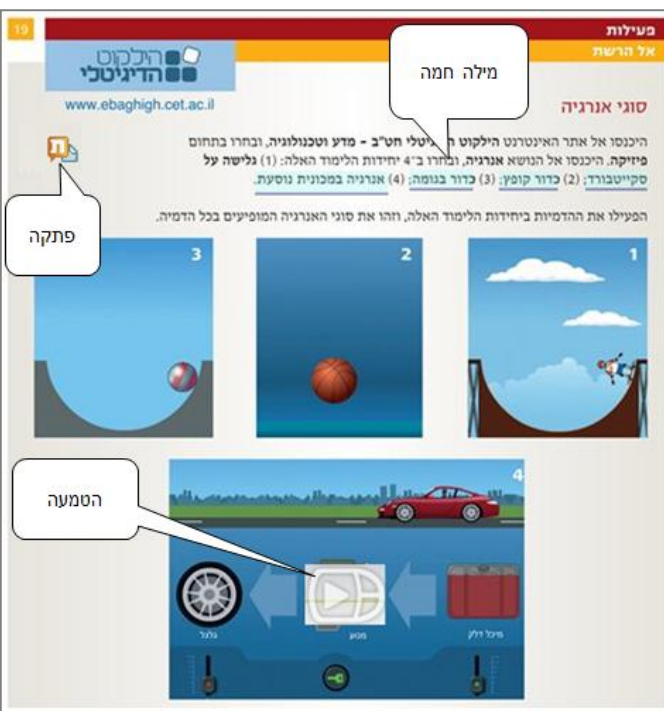 19
פעילות
אל הרשת
הילקוט
הדיגיטלי
www.ebaghigh.cet.ac.il
מילה חמה
סוגי אנרגיה
היכנסו אל אתר האינטרנט הילקוט הדיגיטלי חט"ב - מדע וטכנולוגיה, ובחרו בתחום
פיזיקה. היכנסו אל הנושא אנרגיה, ובחרו ב־4 יחידות הלימוד האלה: (1) גלישה על
סקייטבורד; (2) כדור קופץ; (3) כדור בגומה; (4) אנרגיה במכונית נוסעת.
ת
פתקה
הפעילו את ההדמיות ביחידות הלימוד האלה, וזהו את סוגי האנרגיה המופיעים בכל הדמיה.
1
2
3
4
הטמעה
מיכל דלק
מנוע
גלגל